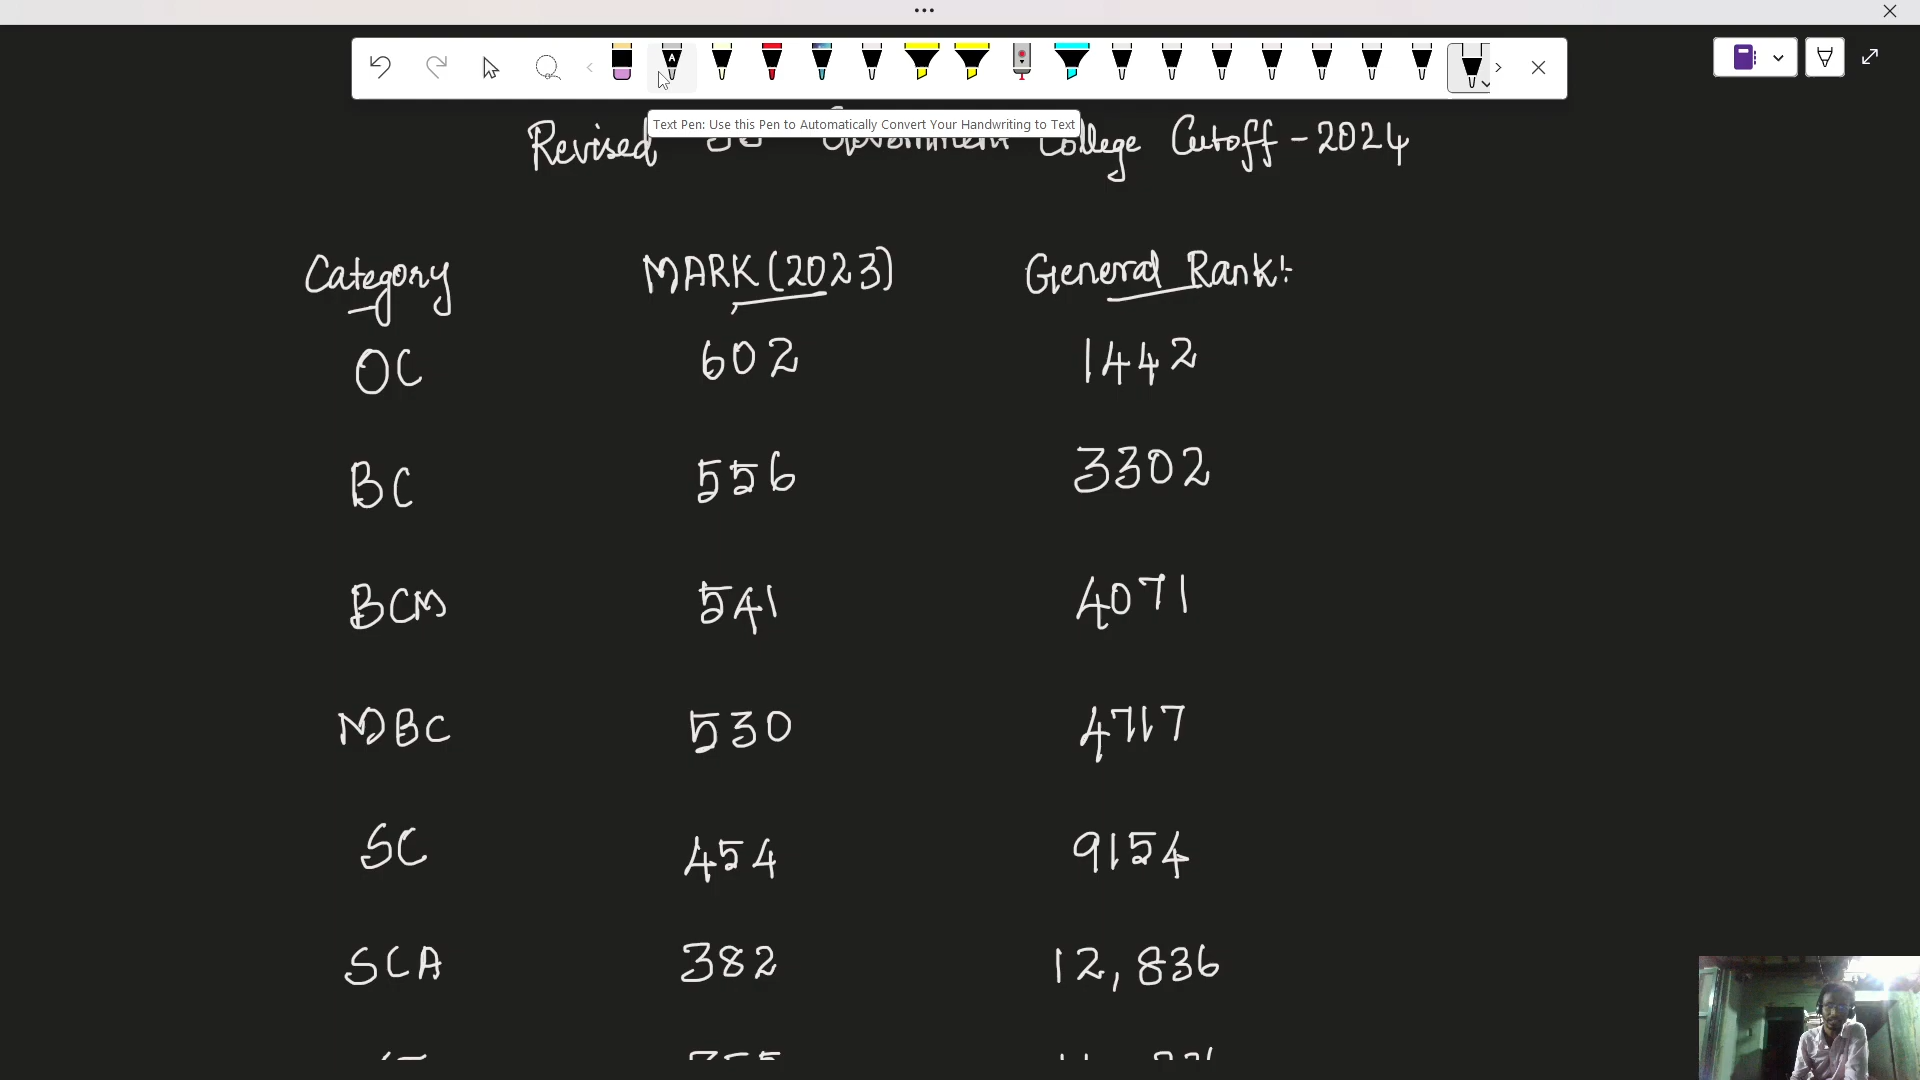 Text Pen: Use this Pen to Automatically Convert Your Handwriting to Text
Revised Government College Cutoff - 2024
Category MARK (2023) General Rank:-
OC 602 1442
BC 556 3302
BCM 541 4071
MBC 530 4717
SC 454 9154
SCA 382 12,836